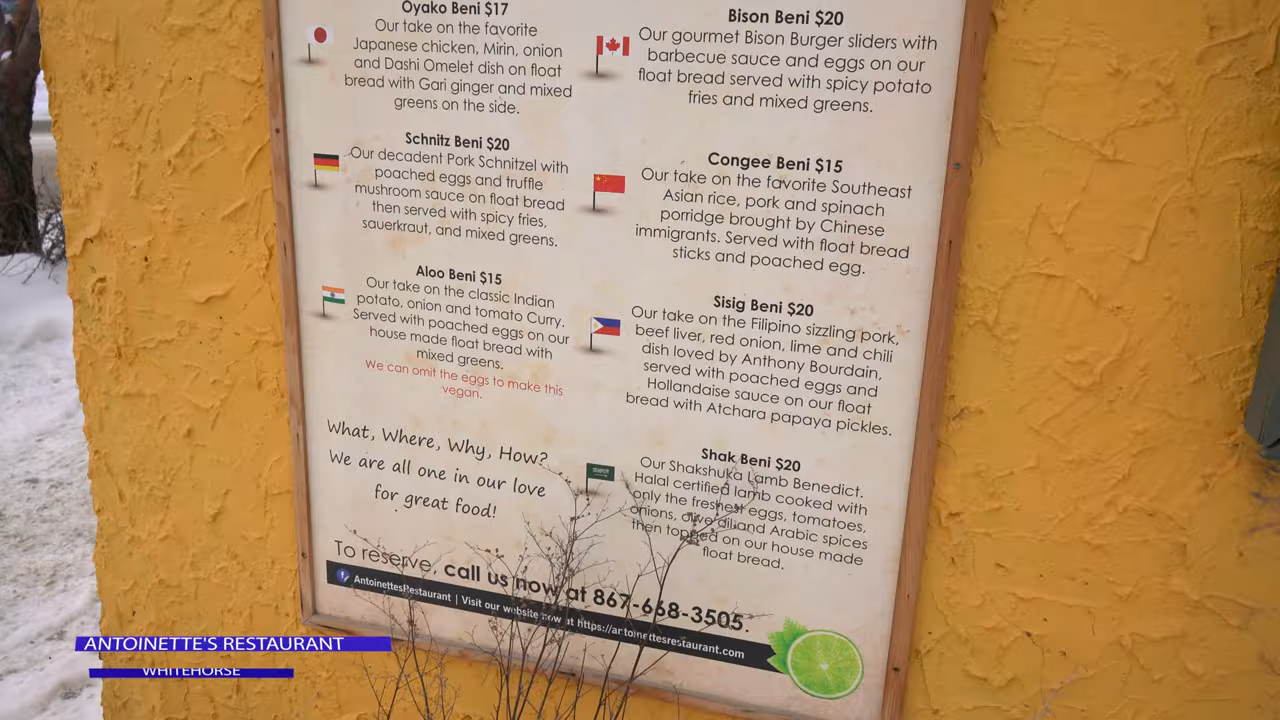 Oyako Beni $17
Our take on the favorite
Japanese chicken, Mirin, onion
and Dashi Omelet dish on float
bread with Gari ginger and mixed
greens on the side.
Schnitz Beni $20
Our decadent Pork Schnitzel with
poached eggs and truffle
mushroom sauce on float bread
then served with spicy fries,
sauerkraut, and mixed greens.
Aloo Beni $15
Our take on the classic Indian
potato, onion and tomato Curry.
Served with poached eggs on our
house made float bread with
mixed greens.
We can omit the eggs to make this
vegan.
What, Where, Why, How?
We are all one in our love
for great food!
Bison Beni $20
Our gourmet Bison Burger sliders with
barbecue sauce and eggs on our
float bread served with spicy potato
fries and mixed greens.
Congee Beni $15
Our take on the favorite Southeast
Asian rice, pork and spinach
porridge brought by Chinese
immigrants. Served with float bread
sticks and poached egg.
Sisig Beni $20
Our take on the Filipino sizzling pork,
beef liver, red onion, lime and chili
dish loved by Anthony Bourdain,
served with poached eggs and
Hollandaise sauce on our float
bread with Atchara papaya pickles.
Shak Beni $20
Our Shakshuka Lamb Benedict.
Halal certified lamb cooked with
only the freshest eggs, tomatoes,
onions, olive oil and Arabic spices
then topped on our house made
float bread.
To reserve, call us now at 867-668-3505.
AntoinettesRestaurant | Visit our website now at https://antoinettesrestaurant.com
ANTOINETTE'S RESTAURANT
WHITEHORSE